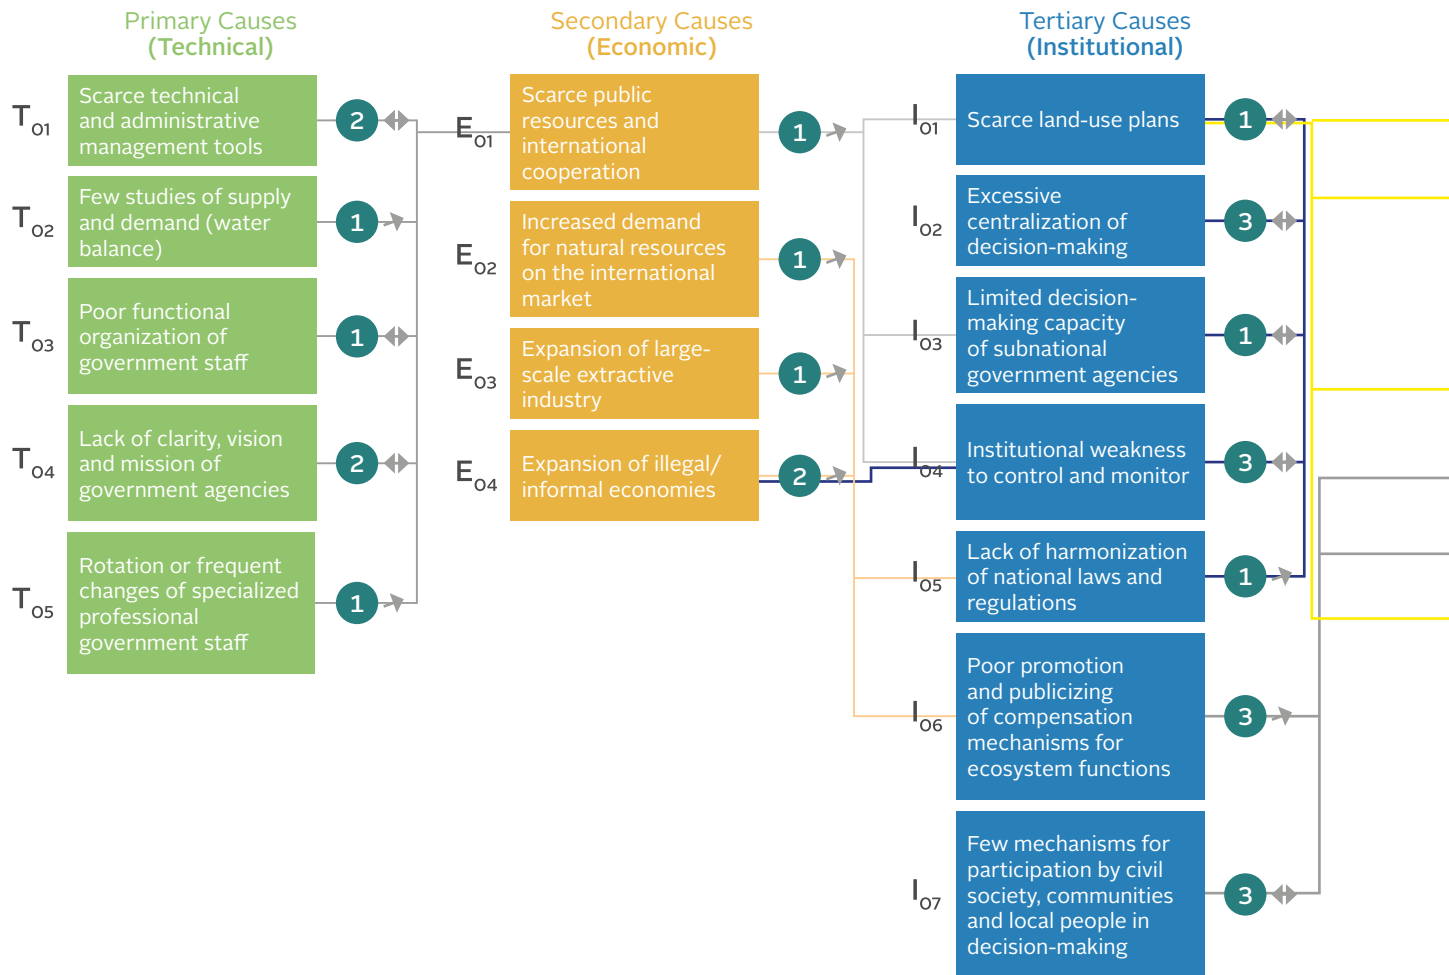 Primary Causes
(Technical)
T01
Scarce technical
and administrative
management tools
2
T02
Few studies of supply
and demand (water
balance)
1
T03
Poor functional
organization of
government staff
1
T04
Lack of clarity, vision
and mission of
government agencies
2
T05
Rotation or frequent
changes of specialized
professional
government staff
1
Secondary Causes
(Economic)
E01
Scarce public
resources and
international
cooperation
1
E02
Increased demand
for natural resources
on the international
market
1
E03
Expansion of large-
scale extractive
industry
1
E04
Expansion of illegal/
informal economies
2
Tertiary Causes
(Institutional)
I01
Scarce land-use plans
1
I02
Excessive
centralization of
decision-making
3
I03
Limited decision-
making capacity
of subnational
government agencies
1
I04
Institutional weakness
to control and monitor
3
I05
Lack of harmonization
of national laws and
regulations
1
I06
Poor promotion
and publicizing
of compensation
mechanisms for
ecosystem functions
3
I07
Few mechanisms for
participation by civil
society, communities
and local people in
decision-making
3